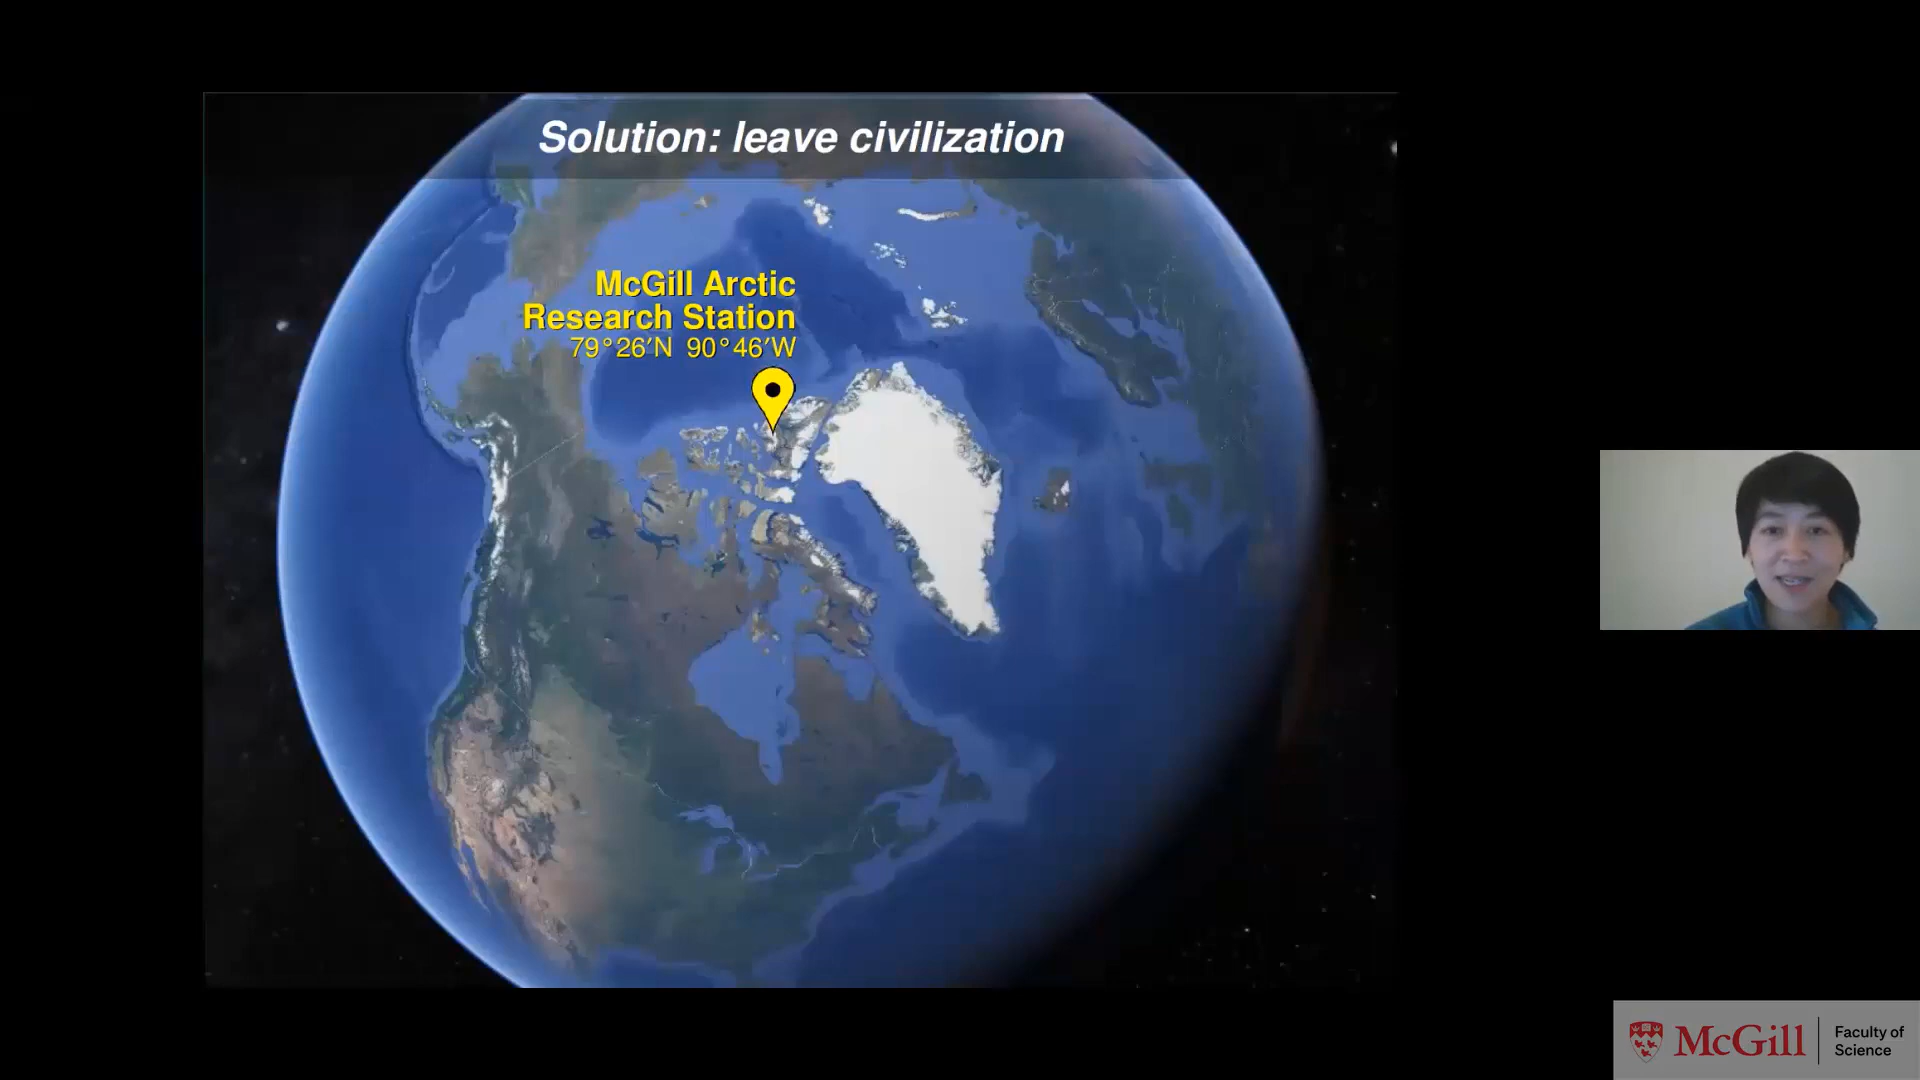 Solution: leave civilization
McGill Arctic
Research Station
79°26′N 90°46′W
McGill
Faculty of
Science